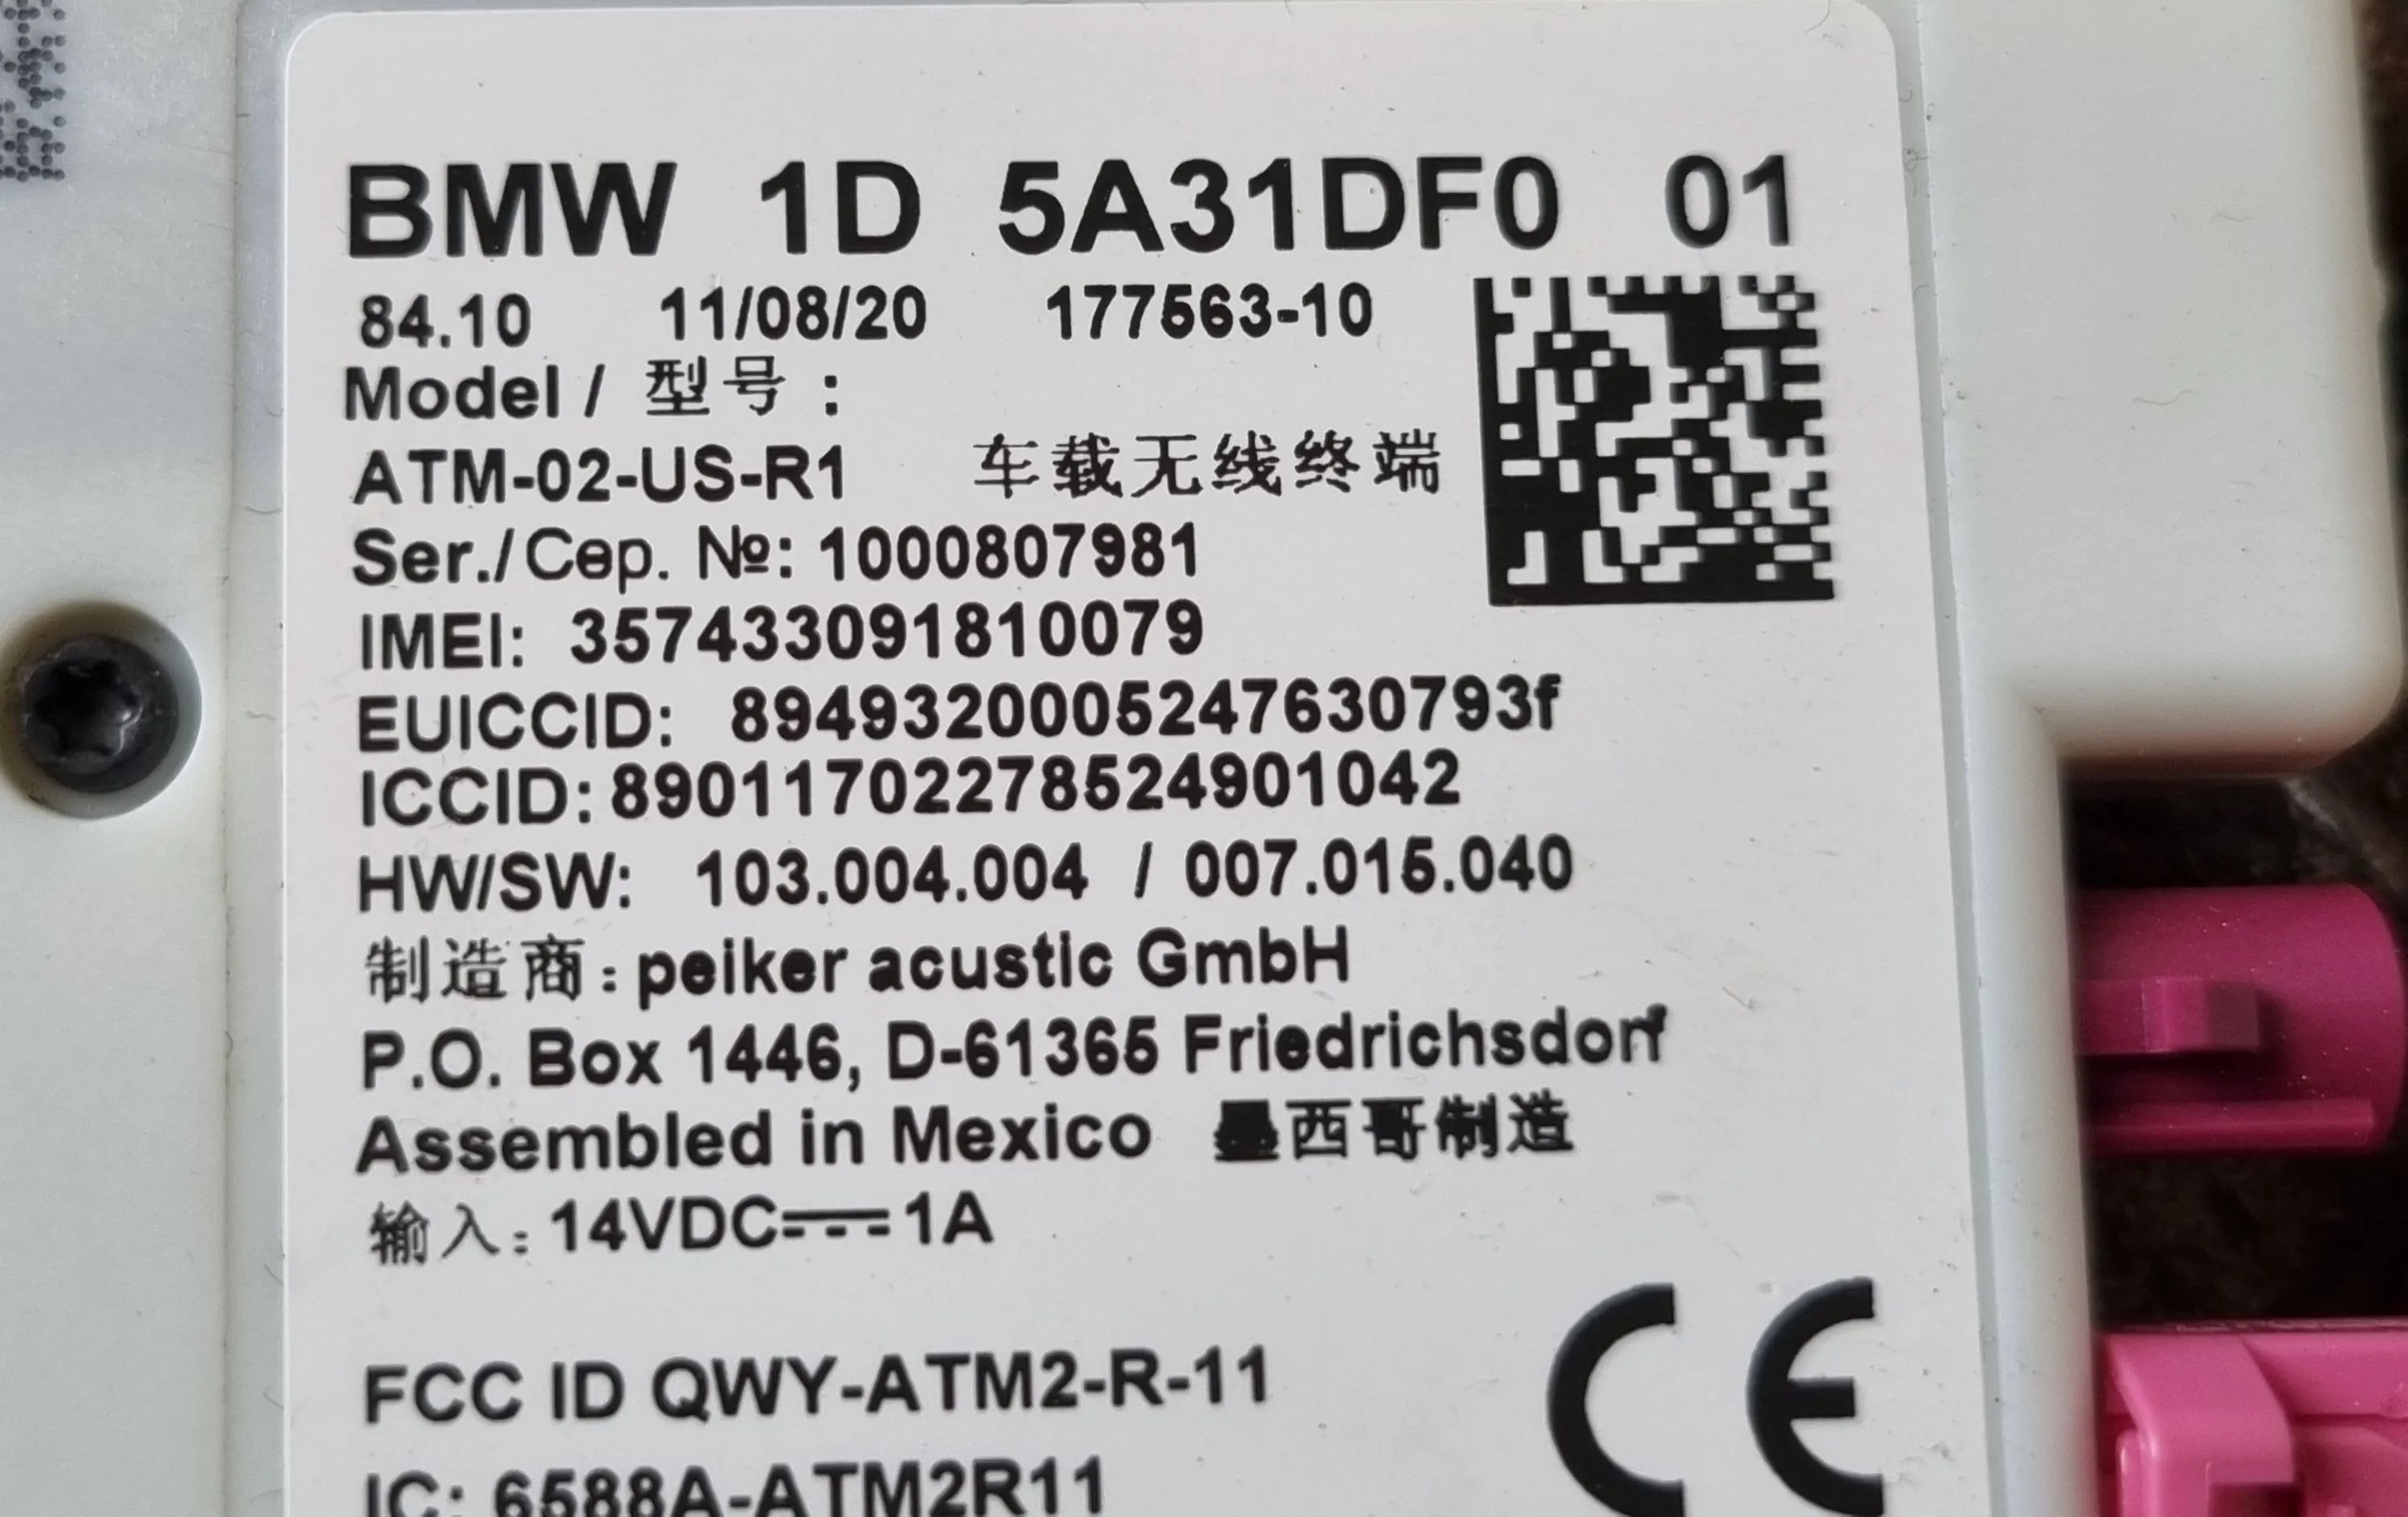 BMW 1D 5A31DF0 01
84.10 11/08/20 177563-10
Model / 型号 :
ATM-02-US-R1 车载无线终端
Ser./Сер. №: 1000807981
IMEI: 357433091810079
EUICCID: 89493200005247630793f
ICCID: 89011702278524901042
HW/SW: 103.004.004 / 007.015.040
制造商: peiker acustic GmbH
P.O. Box 1446, D-61365 Friedrichsdorf
Assembled in Mexico 墨西哥制造
输入: 14VDC⎓1A
FCC ID QWY-ATM2-R-11
IC: 6588A-ATM2R11
CE